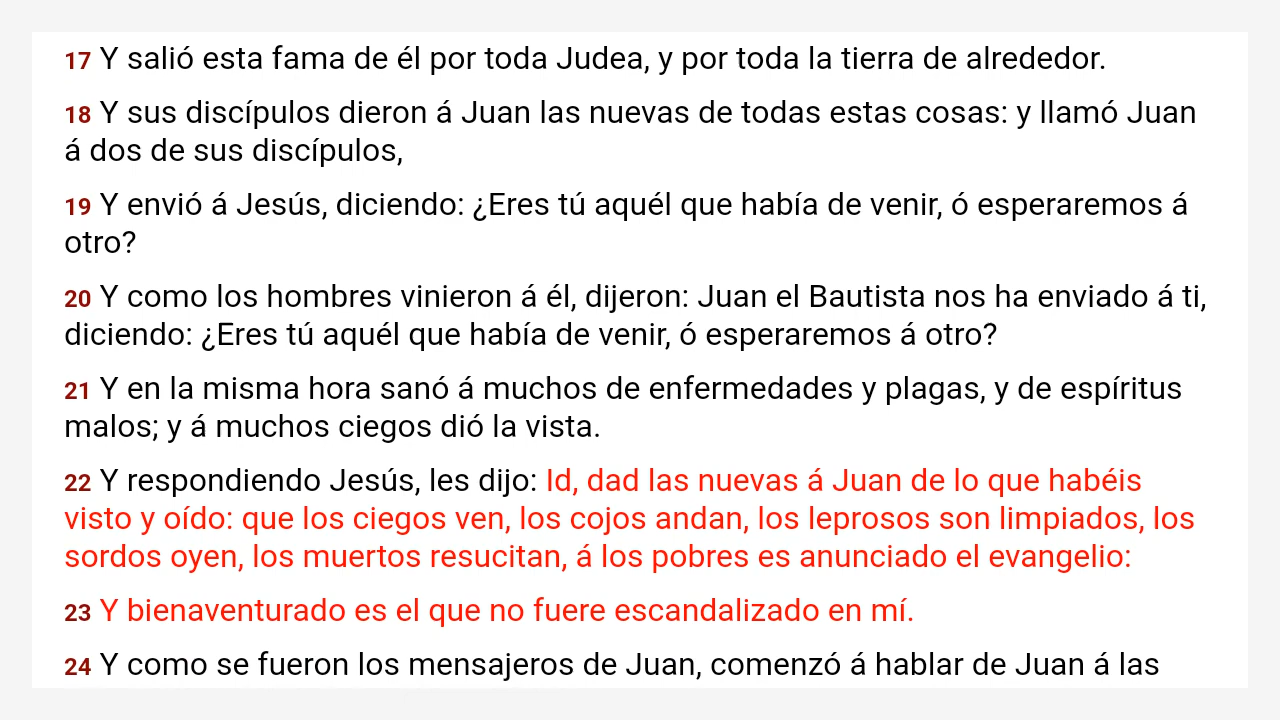 17 Y salió esta fama de él por toda Judea, y por toda la tierra de alrededor.
18 Y sus discípulos dieron á Juan las nuevas de todas estas cosas: y llamó Juan
á dos de sus discípulos,
19 Y envió á Jesús, diciendo: ¿Eres tú aquél que había de venir, ó esperaremos á
otro?
20 Y como los hombres vinieron á él, dijeron: Juan el Bautista nos ha enviado á ti,
diciendo: ¿Eres tú aquél que había de venir, ó esperaremos á otro?
21 Y en la misma hora sanó á muchos de enfermedades y plagas, y de espíritus
malos; y á muchos ciegos dió la vista.
22 Y respondiendo Jesús, les dijo: Id, dad las nuevas á Juan de lo que habéis
visto y oído: que los ciegos ven, los cojos andan, los leprosos son limpiados, los
sordos oyen, los muertos resucitan, á los pobres es anunciado el evangelio:
23 Y bienaventurado es el que no fuere escandalizado en mí.
24 Y como se fueron los mensajeros de Juan, comenzó á hablar de Juan á las